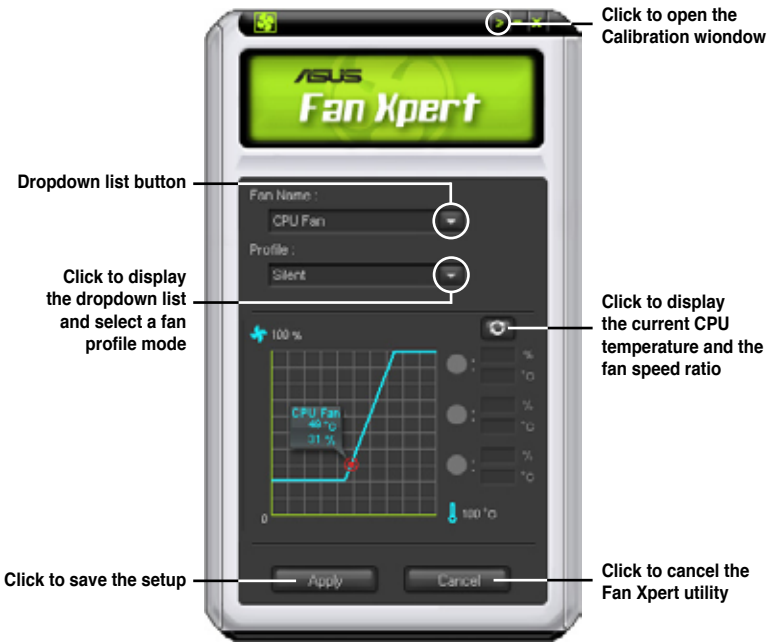 Click to open the
Calibration wiondow
ASUS
Fan Xpert
Dropdown list button
Fan Name :
CPU Fan
Profile :
Silent
Click to display
the dropdown list
and select a fan
profile mode
Click to display
the current CPU
temperature and the
fan speed ratio
100 %
: %
°C
: %
°C
: %
°C
CPU Fan
49 °C
31 %
0
100 °C
Click to save the setup
Apply
Cancel
Click to cancel the
Fan Xpert utility